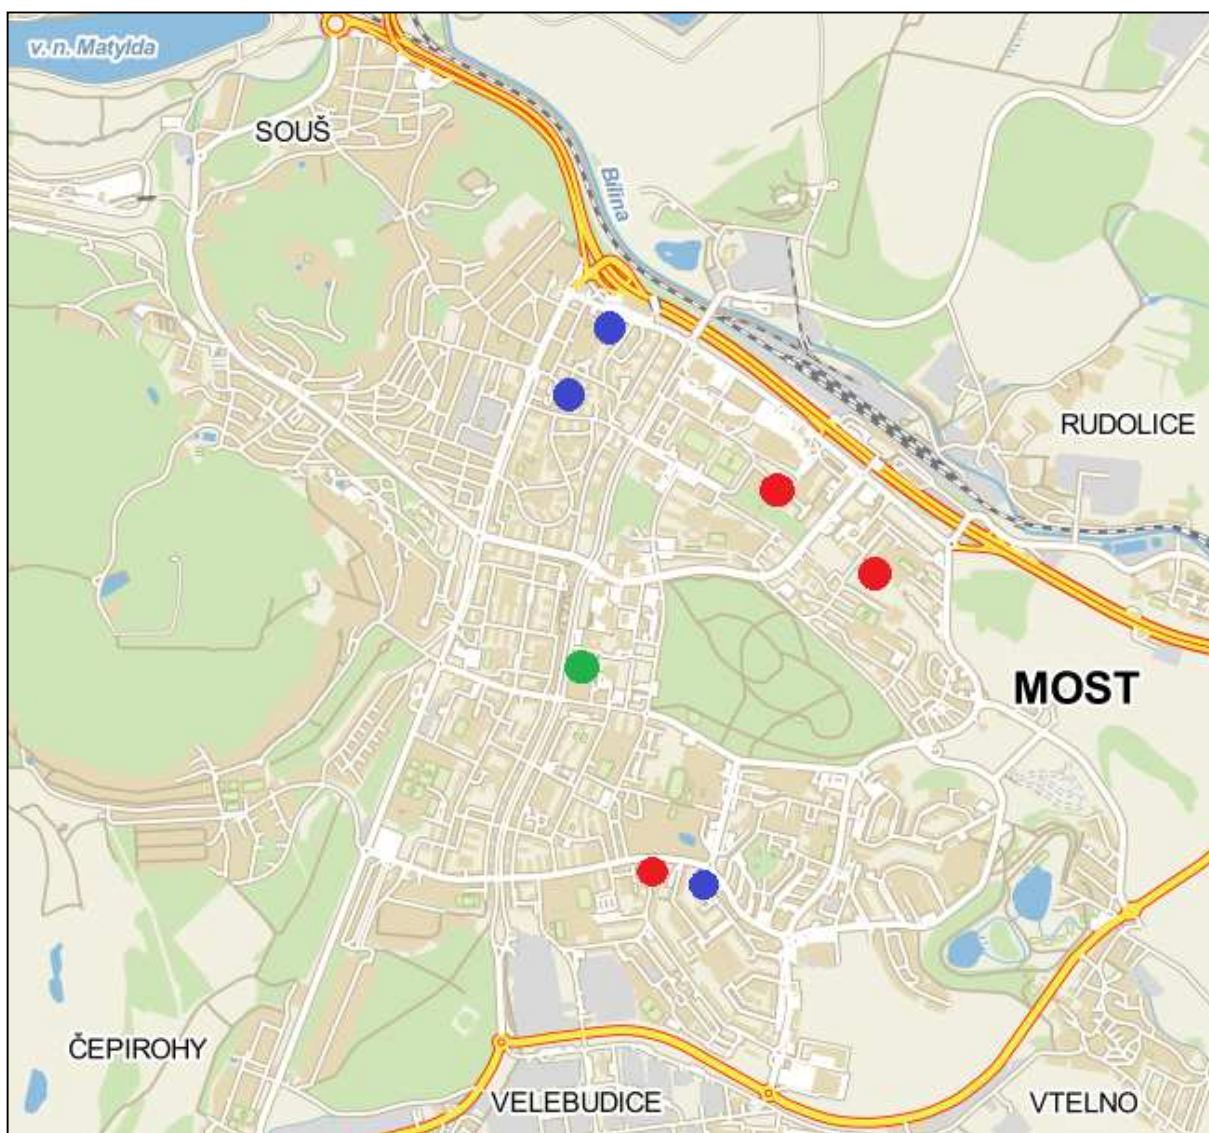 v. n. Matylda
SOUŠ
Bílina
RUDOLICE
MOST
ČEPIROHY
VELEBUDICE
VTELNO